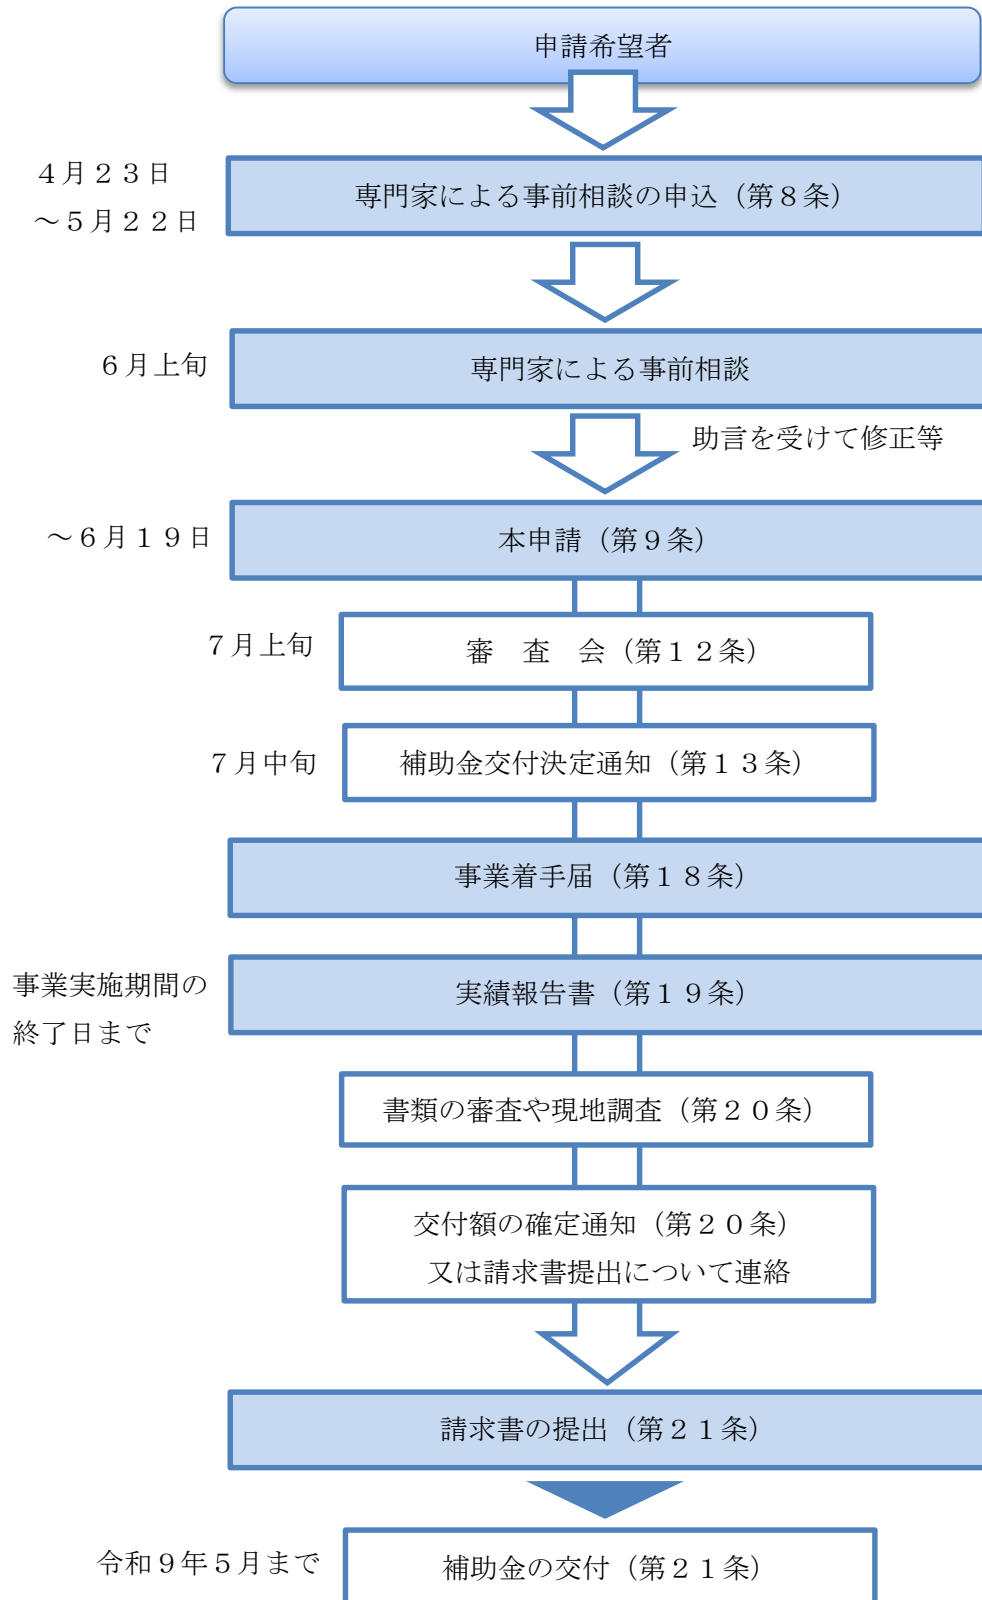 申請希望者
４月２３日
～５月２２日
専門家による事前相談の申込（第８条）
６月上旬
専門家による事前相談
助言を受けて修正等
～６月１９日
本申請（第９条）
７月上旬
審　査　会（第１２条）
７月中旬
補助金交付決定通知（第１３条）
事業着手届（第１８条）
事業実施期間の
終了日まで
実績報告書（第１９条）
書類の審査や現地調査（第２０条）
交付額の確定通知（第２０条）
又は請求書提出について連絡
請求書の提出（第２１条）
令和９年５月まで
補助金の交付（第２１条）